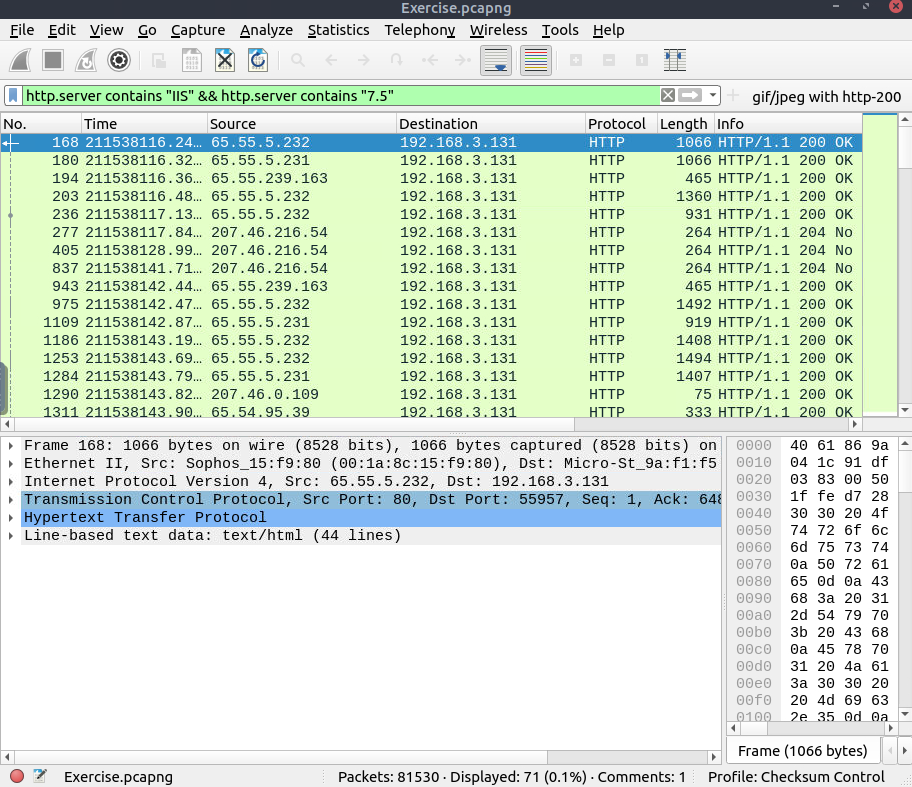 Exercise.pcapng
File Edit View Go Capture Analyze Statistics Telephony Wireless Tools Help
http.server contains "IIS" && http.server contains "7.5"
gif/jpeg with http-200
No. Time Source Destination Protocol Length Info
168 211538116.24… 65.55.5.232 192.168.3.131 HTTP 1066 HTTP/1.1 200 OK
180 211538116.32… 65.55.5.231 192.168.3.131 HTTP 1066 HTTP/1.1 200 OK
194 211538116.36… 65.55.239.163 192.168.3.131 HTTP 465 HTTP/1.1 200 OK
203 211538116.48… 65.55.5.232 192.168.3.131 HTTP 1360 HTTP/1.1 200 OK
236 211538117.13… 65.55.5.232 192.168.3.131 HTTP 931 HTTP/1.1 200 OK
277 211538117.84… 207.46.216.54 192.168.3.131 HTTP 264 HTTP/1.1 204 No
405 211538128.99… 207.46.216.54 192.168.3.131 HTTP 264 HTTP/1.1 204 No
837 211538141.71… 207.46.216.54 192.168.3.131 HTTP 264 HTTP/1.1 204 No
943 211538142.44… 65.55.239.163 192.168.3.131 HTTP 465 HTTP/1.1 200 OK
975 211538142.47… 65.55.5.232 192.168.3.131 HTTP 1492 HTTP/1.1 200 OK
1109 211538142.87… 65.55.5.231 192.168.3.131 HTTP 919 HTTP/1.1 200 OK
1186 211538143.19… 65.55.5.232 192.168.3.131 HTTP 1408 HTTP/1.1 200 OK
1253 211538143.69… 65.55.5.232 192.168.3.131 HTTP 1494 HTTP/1.1 200 OK
1284 211538143.79… 65.55.5.231 192.168.3.131 HTTP 1407 HTTP/1.1 200 OK
1290 211538143.82… 207.46.0.109 192.168.3.131 HTTP 75 HTTP/1.1 200 OK
1311 211538143.90… 65.54.95.39 192.168.3.131 HTTP 333 HTTP/1.1 200 OK
Frame 168: 1066 bytes on wire (8528 bits), 1066 bytes captured (8528 bits) on
Ethernet II, Src: Sophos_15:f9:80 (00:1a:8c:15:f9:80), Dst: Micro-St_9a:f1:f5
Internet Protocol Version 4, Src: 65.55.5.232, Dst: 192.168.3.131
Transmission Control Protocol, Src Port: 80, Dst Port: 55957, Seq: 1, Ack: 648
Hypertext Transfer Protocol
Line-based text data: text/html (44 lines)
0000 40 61 86 9a
0010 04 1c 91 df
0020 03 83 00 50
0030 1f fe d7 28
0040 30 30 20 4f
0050 74 72 6f 6c
0060 6d 75 73 74
0070 0a 50 72 61
0080 65 0d 0a 43
0090 68 3a 20 31
00a0 2d 54 79 70
00b0 3b 20 43 68
00c0 0a 45 78 70
00d0 31 20 4a 61
00e0 3a 30 30 20
00f0 20 4d 69 63
0100 2e 35 0d 0a
Frame (1066 bytes)
Exercise.pcapng
Packets: 81530 · Displayed: 71 (0.1%) · Comments: 1
Profile: Checksum Control